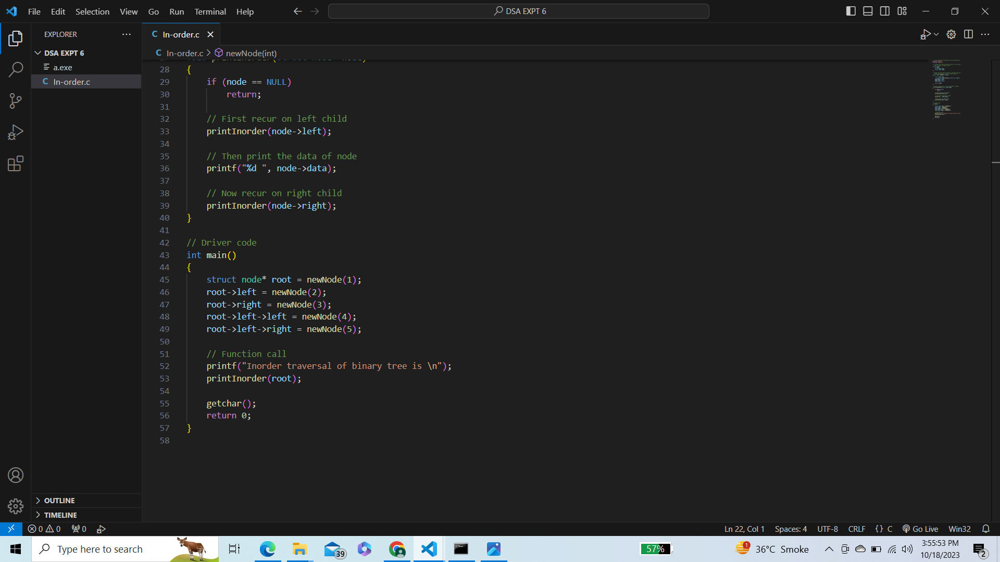 File Edit Selection View Go Run Terminal Help
DSA EXPT 6
EXPLORER
DSA EXPT 6
a.exe
C In-order.c
OUTLINE
TIMELINE
C In-order.c
C In-order.c > newNode(int)
28 {
29 if (node == NULL)
30 return;
31
32 // First recur on left child
33 printInorder(node->left);
34
35 // Then print the data of node
36 printf("%d ", node->data);
37
38 // Now recur on right child
39 printInorder(node->right);
40 }
41
42 // Driver code
43 int main()
44 {
45 struct node* root = newNode(1);
46 root->left = newNode(2);
47 root->right = newNode(3);
48 root->left->left = newNode(4);
49 root->left->right = newNode(5);
50
51 // Function call
52 printf("Inorder traversal of binary tree is \n");
53 printInorder(root);
54
55 getchar();
56 return 0;
57 }
58
0 0 0 Ln 22, Col 1 Spaces: 4 UTF-8 CRLF {} C Go Live Win32
Type here to search 39 57% 1 36°C Smoke 3:55:53 PM
10/18/2023 2